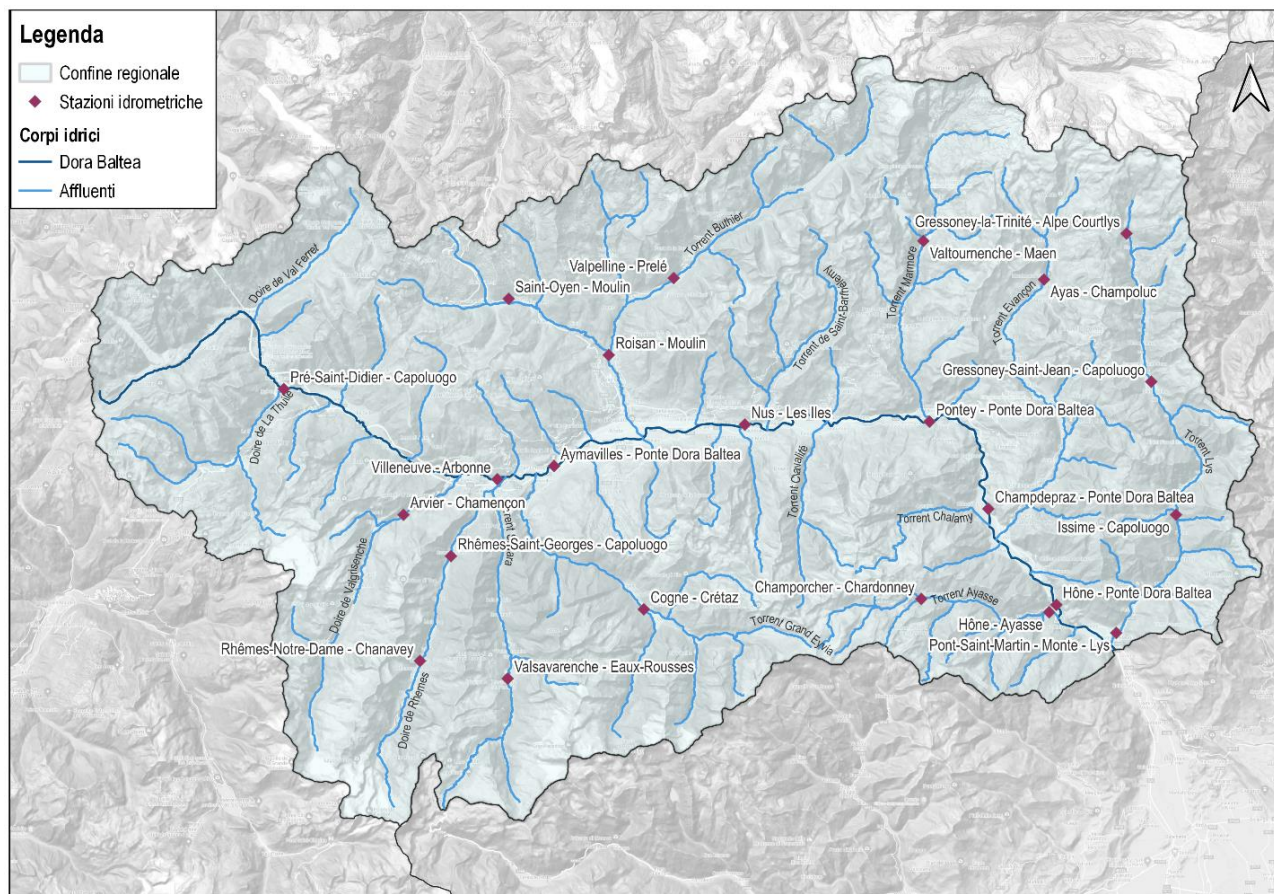 Legenda
Confine regionale
Stazioni idrometriche
Corpi idrici
Dora Baltea
Affluenti
Doire de Val Ferret
Torrent Buthier
Valpelline - Prelé
Saint-Oyen - Moulin
Gressoney-la-Trinité - Alpe Courtlys
Valtournenche - Maen
Torrent Marmore
Ayas - Champoluc
Torrent Evançon
Torrent de Saint-Barthélemy
Roisan - Moulin
Pré-Saint-Didier - Capoluogo
Gressoney-Saint-Jean - Capoluogo
Doire de La Thuile
Nus - Les Iles
Pontey - Ponte Dora Baltea
Torrent Lys
Aymavilles - Ponte Dora Baltea
Villeneuve - Arbonne
Torrent Clavalité
Arvier - Chamençon
Champdepraz - Ponte Dora Baltea
Torrent Chalamy
Issime - Capoluogo
Rhêmes-Saint-Georges - Capoluogo
Doire de Valgrisenche
Champorcher - Chardonney
Torrent Ayasse
Hône - Ponte Dora Baltea
Cogne - Crétaz
Hône - Ayasse
Torrent Grand Eyvia
Pont-Saint-Martin - Monte - Lys
Rhêmes-Notre-Dame - Chanavey
Valsavarenche - Eaux-Rousses
Doire de Rhêmes